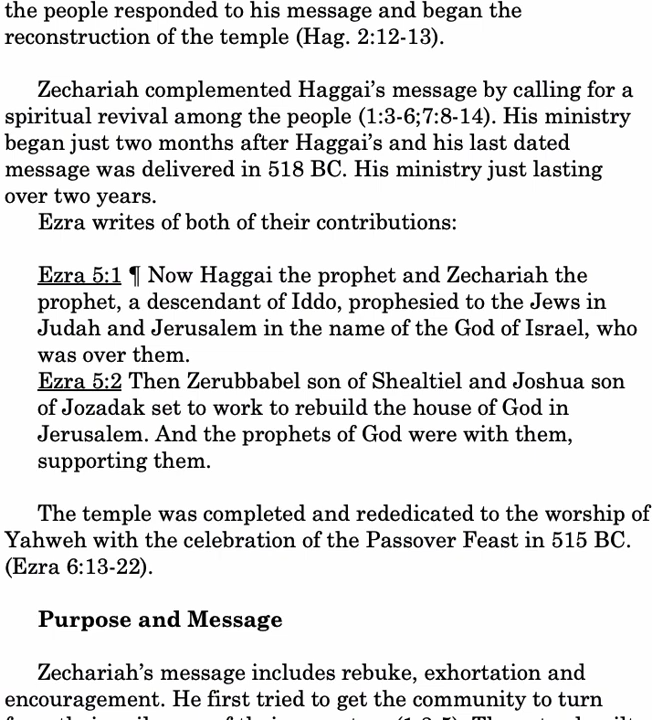 the people responded to his message and began the
reconstruction of the temple (Hag. 2:12-13).
Zechariah complemented Haggai's message by calling for a
spiritual revival among the people (1:3-6;7:8-14). His ministry
began just two months after Haggai's and his last dated
message was delivered in 518 BC. His ministry just lasting
over two years.
Ezra writes of both of their contributions:
Ezra 5:1 ¶ Now Haggai the prophet and Zechariah the
prophet, a descendant of Iddo, prophesied to the Jews in
Judah and Jerusalem in the name of the God of Israel, who
was over them.
Ezra 5:2 Then Zerubbabel son of Shealtiel and Joshua son
of Jozadak set to work to rebuild the house of God in
Jerusalem. And the prophets of God were with them,
supporting them.
The temple was completed and rededicated to the worship of
Yahweh with the celebration of the Passover Feast in 515 BC.
(Ezra 6:13-22).
Purpose and Message
Zechariah's message includes rebuke, exhortation and
encouragement. He first tried to get the community to turn